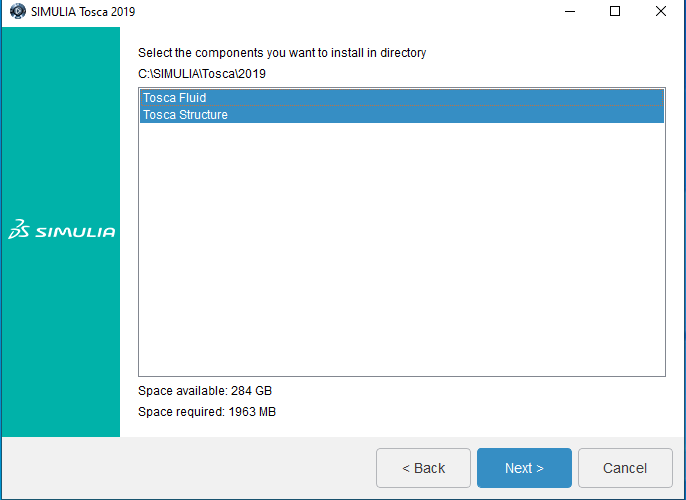 SIMULIA Tosca 2019
Select the components you want to install in directory
C:\SIMULIA\Tosca\2019
Tosca Fluid
Tosca Structure
SIMULIA
Space available: 284 GB
Space required: 1963 MB
< Back
Next >
Cancel